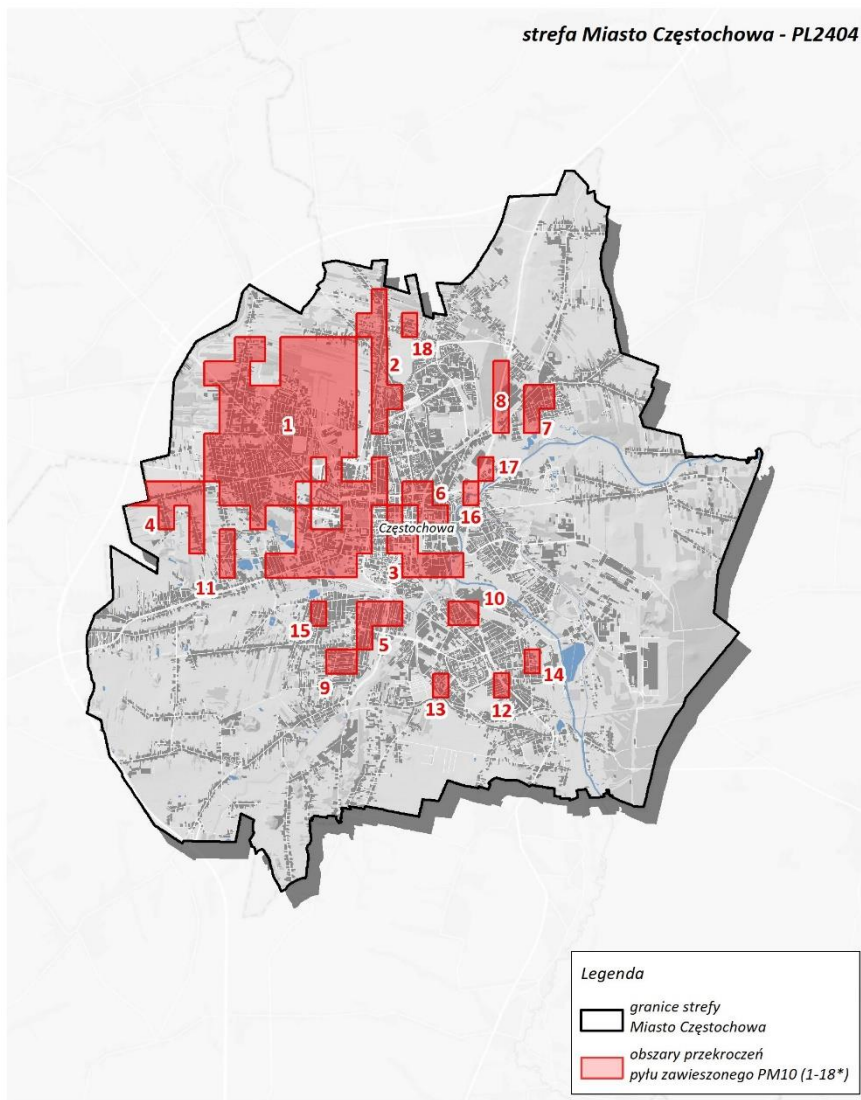 strefa Miasto Częstochowa - PL2404
18
2
8
1
7
17
6
16
4
Częstochowa
3
11
10
15
5
14
9
13
12
Legenda
granice strefy
Miasto Częstochowa
obszary przekroczeń
pyłu zawieszonego PM10 (1-18*)